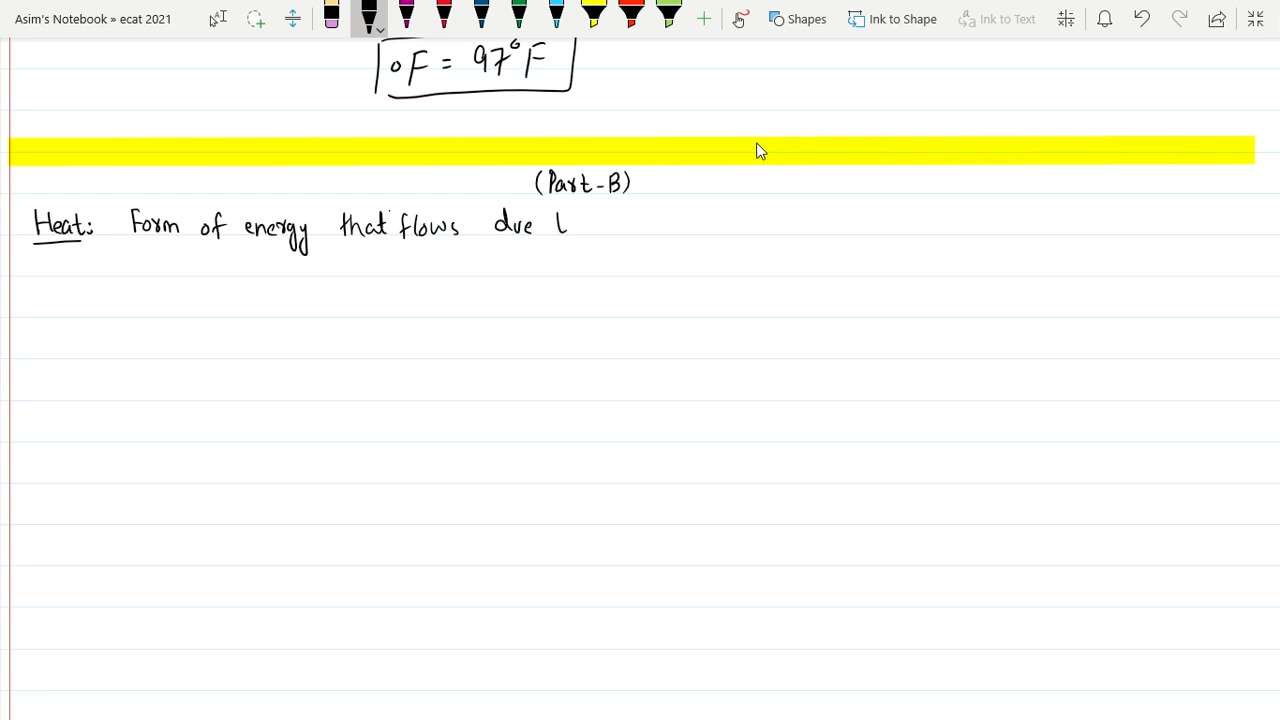 Asim's Notebook » ecat 2021
Shapes
Ink to Shape
Ink to Text
°F = 97°F
(Part-B)
Heat: Form of energy that flows due